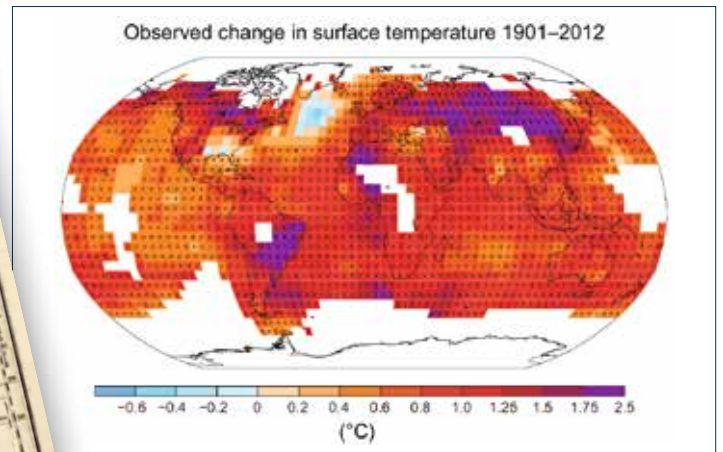 Observed change in surface temperature 1901–2012
−0.6 −0.4 −0.2 0 0.2 0.4 0.6 0.8 1.0 1.25 1.5 1.75 2.5
(°C)